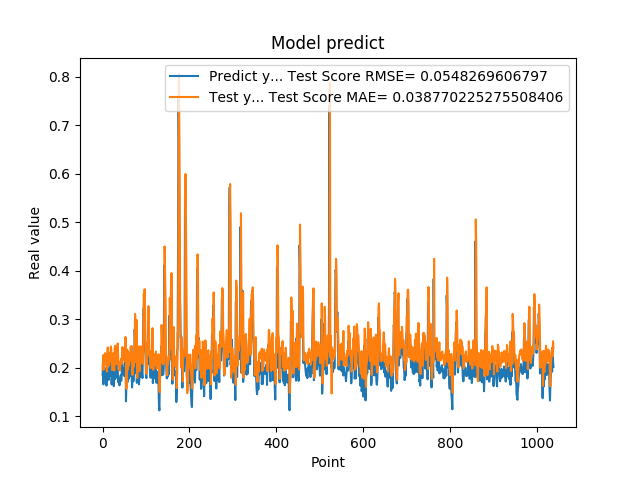 Model predict
Predict y... Test Score RMSE= 0.0548269606797
Test y... Test Score MAE= 0.038770225275508406
0.8
0.7
0.6
0.5
0.4
0.3
0.2
0.1
Real value
0 200 400 600 800 1000
Point